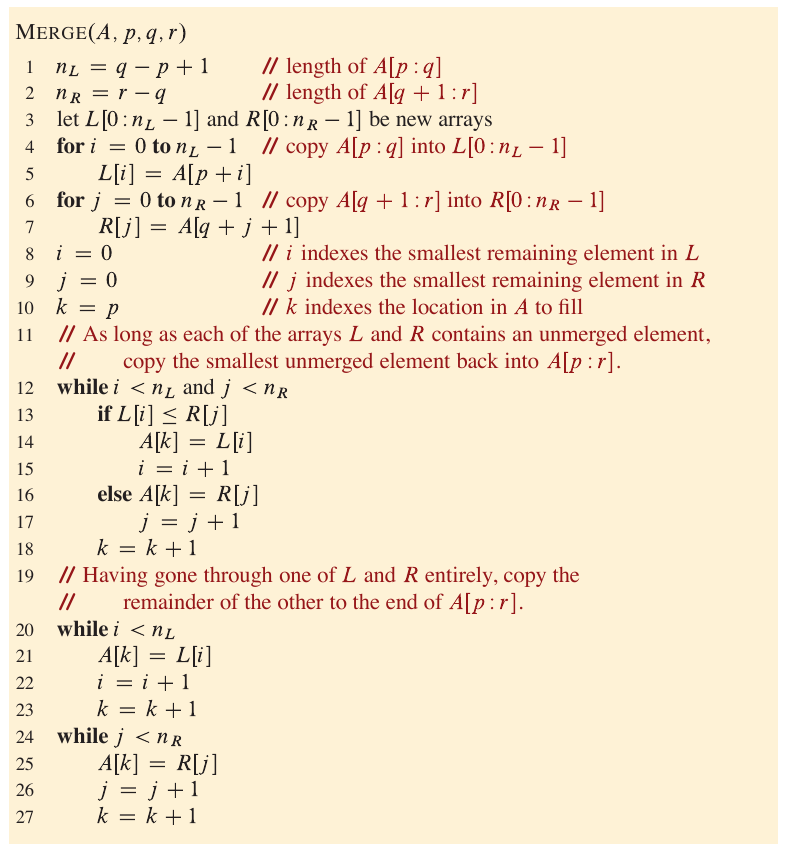 MERGE(A, p, q, r)
1 n_L = q − p + 1 // length of A[p : q]
2 n_R = r − q // length of A[q + 1 : r]
3 let L[0 : n_L − 1] and R[0 : n_R − 1] be new arrays
4 for i = 0 to n_L − 1 // copy A[p : q] into L[0 : n_L − 1]
5 L[i] = A[p + i]
6 for j = 0 to n_R − 1 // copy A[q + 1 : r] into R[0 : n_R − 1]
7 R[j] = A[q + j + 1]
8 i = 0 // i indexes the smallest remaining element in L
9 j = 0 // j indexes the smallest remaining element in R
10 k = p // k indexes the location in A to fill
11 // As long as each of the arrays L and R contains an unmerged element,
// copy the smallest unmerged element back into A[p : r].
12 while i < n_L and j < n_R
13 if L[i] ≤ R[j]
14 A[k] = L[i]
15 i = i + 1
16 else A[k] = R[j]
17 j = j + 1
18 k = k + 1
19 // Having gone through one of L and R entirely, copy the
// remainder of the other to the end of A[p : r].
20 while i < n_L
21 A[k] = L[i]
22 i = i + 1
23 k = k + 1
24 while j < n_R
25 A[k] = R[j]
26 j = j + 1
27 k = k + 1